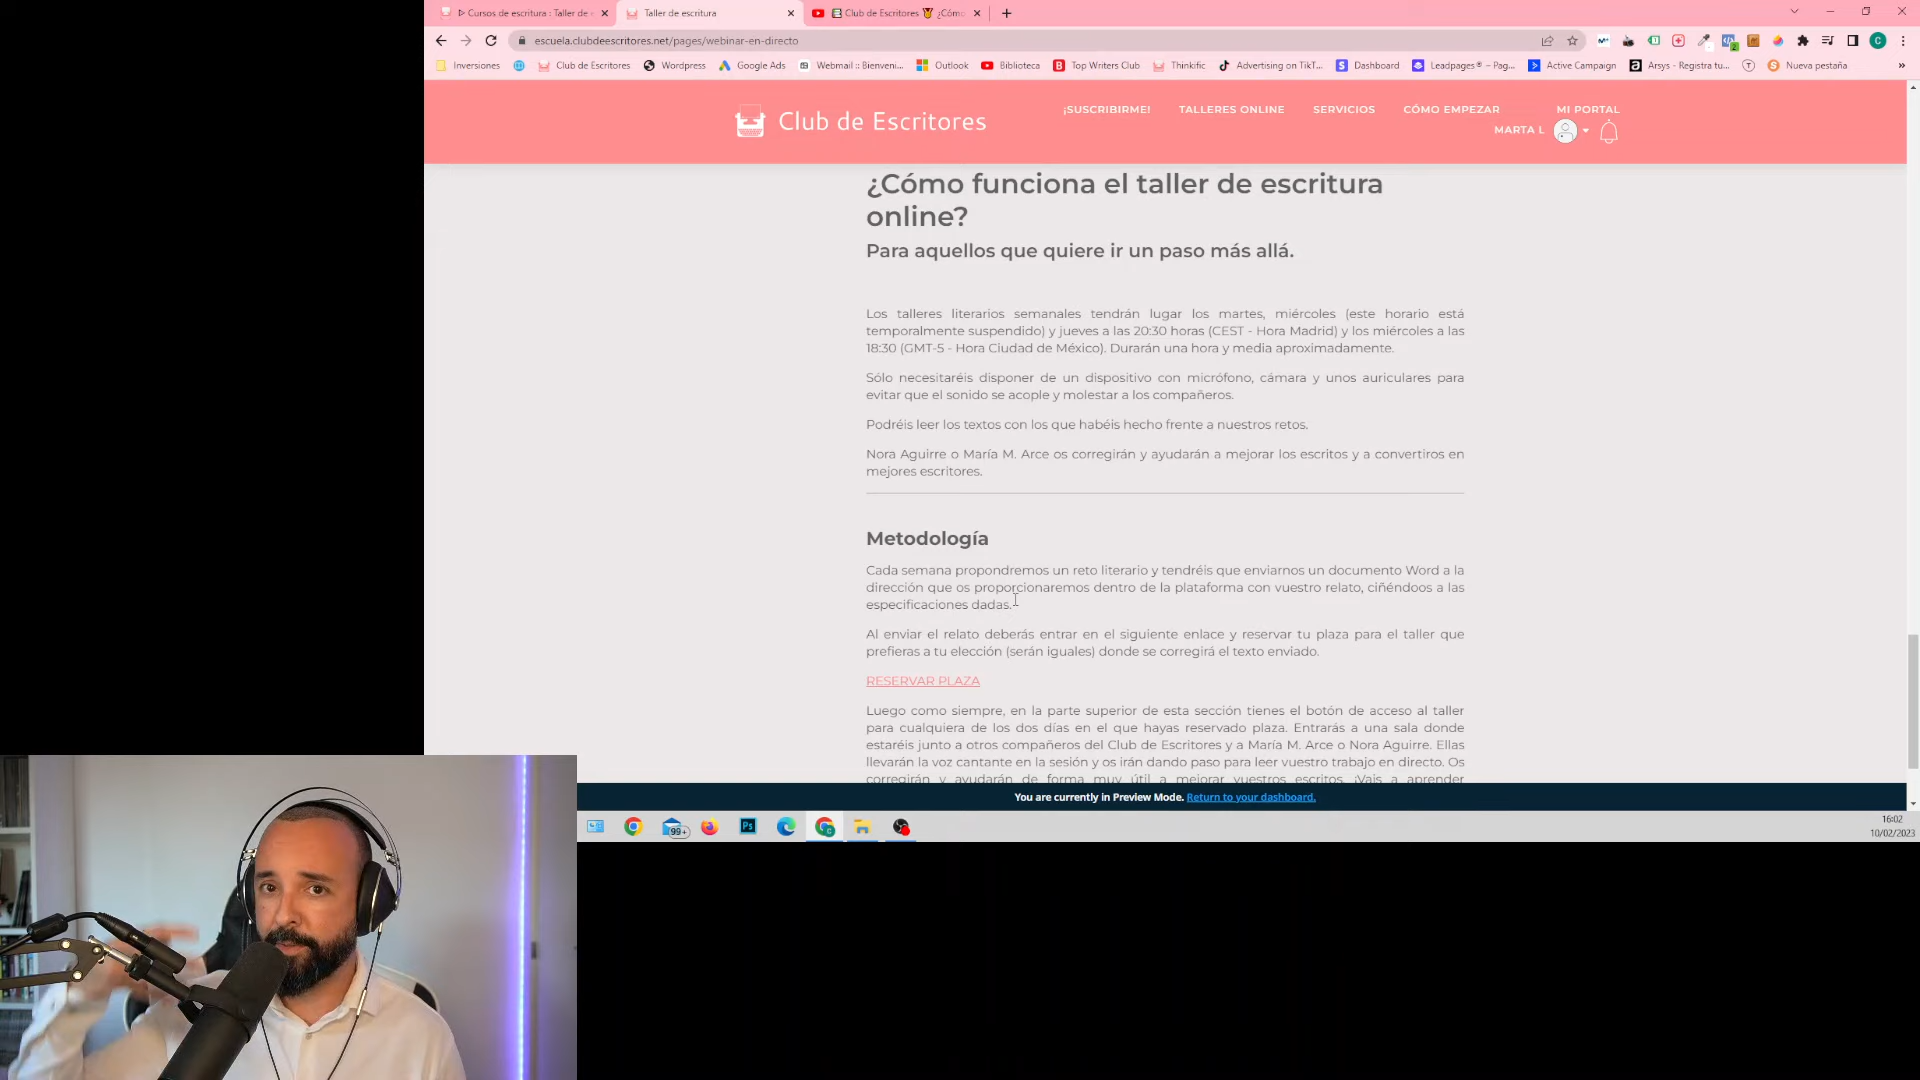 Cursos de escritura : Taller de
Taller de escritura
Club de Escritores
¿Cómo
escuela.clubdeescritores.net/pages/webinar-en-directo
Inversiones
Club de Escritores
Wordpress
Google Ads
Webmail :: Bienveni...
Outlook
Biblioteca
Top Writers Club
Thinkific
Advertising on TikT...
Dashboard
Leadpages® – Pag...
Active Campaign
Arsys - Registra tu...
Nueva pestaña
»
Club de Escritores
¡SUSCRIBIRME!
TALLERES ONLINE
SERVICIOS
CÓMO EMPEZAR
MI PORTAL
MARTA L
¿Cómo funciona el taller de escritura
online?
Para aquellos que quiere ir un paso más allá.
Los talleres literarios semanales tendrán lugar los martes, miércoles (este horario está
temporalmente suspendido) y jueves a las 20:30 horas (CEST - Hora Madrid) y los miércoles a las
18:30 (GMT-5 - Hora Ciudad de México). Durarán una hora y media aproximadamente.
Sólo necesitaréis disponer de un dispositivo con micrófono, cámara y unos auriculares para
evitar que el sonido se acople y molestar a los compañeros.
Podréis leer los textos con los que habéis hecho frente a nuestros retos.
Nora Aguirre o María M. Arce os corregirán y ayudarán a mejorar los escritos y a convertiros en
mejores escritores.
Metodología
Cada semana propondremos un reto literario y tendréis que enviarnos un documento Word a la
dirección que os proporcionaremos dentro de la plataforma con vuestro relato, ciñéndoos a las
especificaciones dadas.
Al enviar el relato deberás entrar en el siguiente enlace y reservar tu plaza para el taller que
prefieras a tu elección (serán iguales) donde se corregirá el texto enviado.
RESERVAR PLAZA
Luego como siempre, en la parte superior de esta sección tienes el botón de acceso al taller
para cualquiera de los dos días en el que hayas reservado plaza. Entrarás a una sala donde
estaréis junto a otros compañeros del Club de Escritores y a María M. Arce o Nora Aguirre. Ellas
llevarán la voz cantante en la sesión y os irán dando paso para leer vuestro trabajo en directo. Os
corregirán y ayudarán de forma muy útil a mejorar vuestros escritos. ¡Vais a aprender
You are currently in Preview Mode. Return to your dashboard.
99+
Ps
16:02
10/02/2023